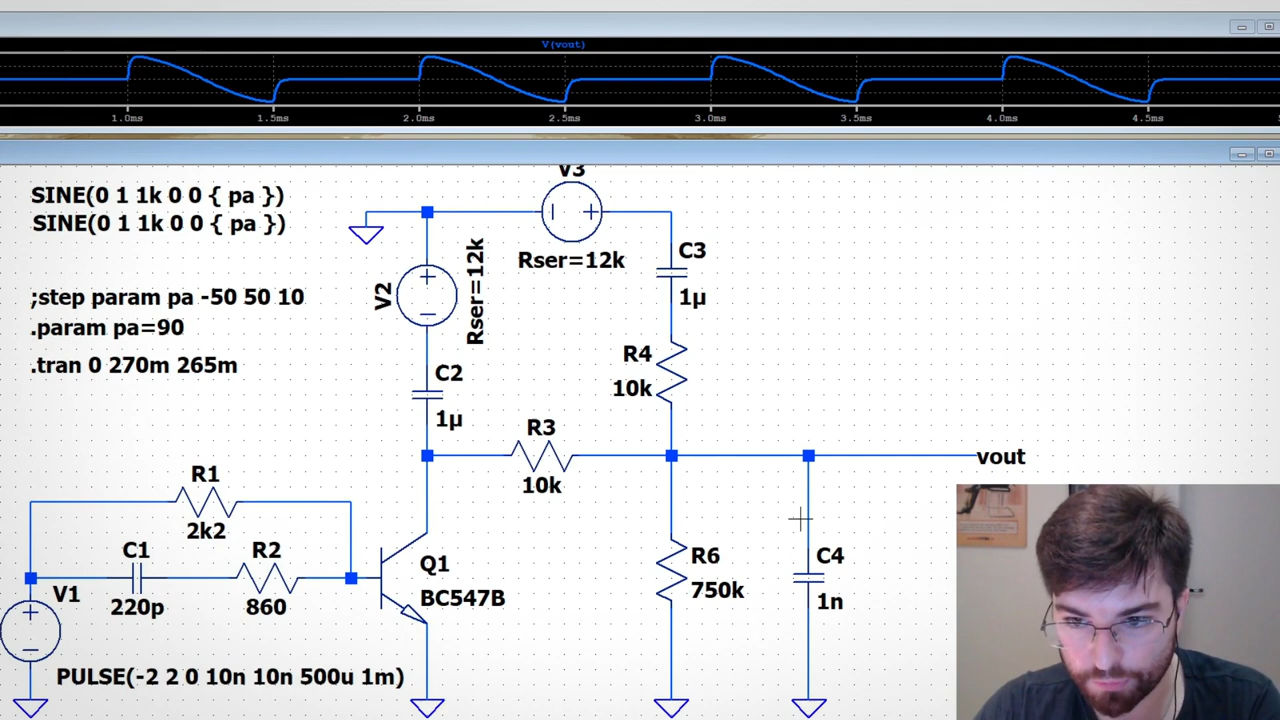 V(vout)
1.0ms 1.5ms 2.0ms 2.5ms 3.0ms 3.5ms 4.0ms 4.5ms
V3
SINE(0 1 1k 0 0 { pa })
SINE(0 1 1k 0 0 { pa })
Rser=12k
C3
1µ
V2
Rser=12k
;step param pa -50 50 10
.param pa=90
.tran 0 270m 265m
R4
10k
C2
1µ
R3
10k
vout
R1
2k2
C1
220p
R2
860
V1
Q1
BC547B
R6
750k
C4
1n
PULSE(-2 2 0 10n 10n 500u 1m)